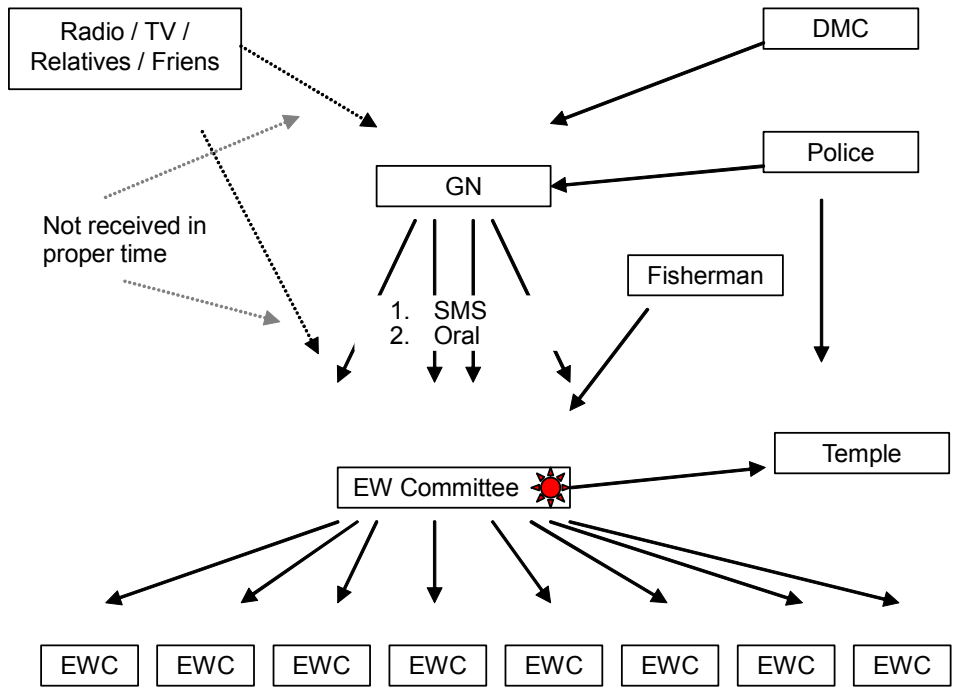 Radio / TV /
Relatives / Friens
DMC
Police
GN
Not received in
proper time
Fisherman
1. SMS
2. Oral
Temple
EW Committee
EWC EWC EWC EWC EWC EWC EWC EWC